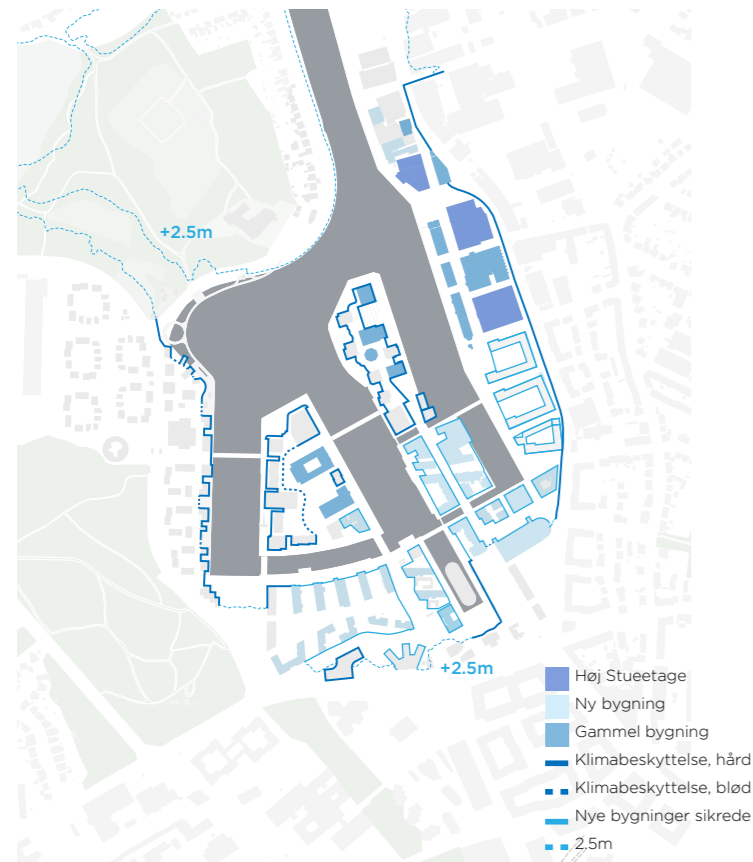 +2.5m
+2.5m
Høj Stueetage
Ny bygning
Gammel bygning
Klimabeskyttelse, hård
Klimabeskyttelse, blød
Nye bygninger sikrede
2.5m